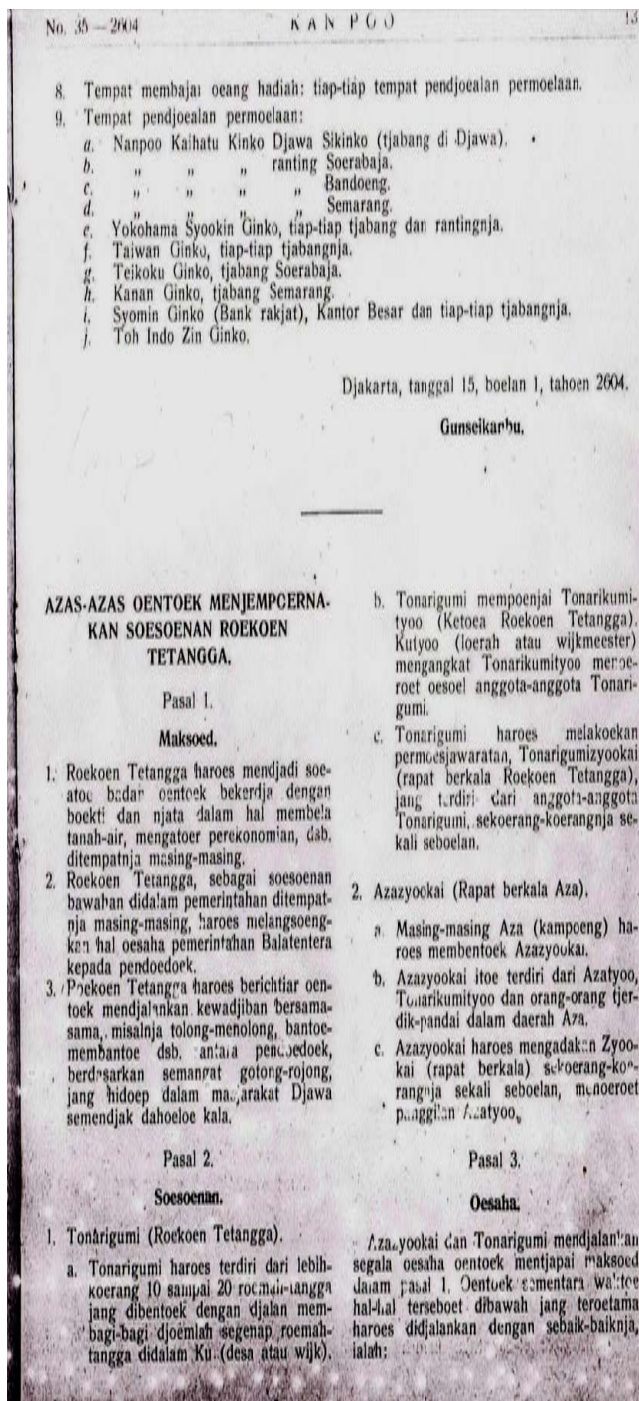 No. 35 — 2604 KAN POO 13
8. Tempat membajar oeang hadiah: tiap-tiap tempat pendjoealan permoelaan.
9. Tempat pendjoealan permoelaan:
a. Nanpoo Kaihatu Kinko Djawa Sikinko (tjabang di Djawa).
b. „ „ „ ranting Soerabaja.
c. „ „ „ „ Bandoeng.
d. „ „ „ „ Semarang.
e. Yokohama Syookin Ginko, tiap-tiap tjabang dan rantingnja.
f. Taiwan Ginko, tiap-tiap tjabangnja.
g. Teikoku Ginko, tjabang Soerabaja.
h. Kanan Ginko, tjabang Semarang.
i. Syomin Ginko (Bank rakjat), Kantor Besar dan tiap-tiap tjabangnja.
j. Toh Indo Zin Ginko.
Djakarta, tanggal 15, boelan 1, tahoen 2604.
Gunseikanbu.
AZAS-AZAS OENTOEK MENJEMPOERNA-
KAN SOESOENAN ROEKOEN
TETANGGA.
Pasal 1.
Maksoed.
1. Roekoen Tetangga haroes mendjadi soe-
atoe badan oentoek bekerdja dengan
boekti dan njata dalam hal membela
tanah-air, mengatoer perekonomian, dsb.
ditempatnja masing-masing.
2. Roekoen Tetangga, sebagai soesoenan
bawahan didalam pemerintahan ditempat-
nja masing-masing, haroes melangsoeng-
kan hal oesaha pemerintahan Balatentera
kepada pendoedoek.
3. Roekoen Tetangga haroes berichtiar oen-
toek mendjalankan kewadjiban bersama-
sama, misalnja tolong-menolong, bantoe-
membantoe dsb. antara pendoedoek,
berdasarkan semangat gotong-rojong,
jang hidoep dalam masjarakat Djawa
semendjak dahoeloe kala.
Pasal 2.
Soesoenan.
1. Tonarigumi (Roekoen Tetangga).
a. Tonarigumi haroes terdiri dari lebih-
koerang 10 sampai 20 roemah-tangga
jang dibentoek dengan djalan mem-
bagi-bagi djoemlah segenap roemah-
tangga didalam Ku (desa atau wijk).
b. Tonarigumi mempoenjai Tonarikumi-
tyoo (Ketoea Roekoen Tetangga).
Kutyoo (loerah atau wijkmeester)
mengangkat Tonarikumityoo menoe-
roet oesoel anggota-anggota Tonari-
gumi.
c. Tonarigumi haroes melakoekan
permoesjawaratan, Tonarigumizyookai
(rapat berkala Roekoen Tetangga),
jang terdiri dari anggota-anggota
Tonarigumi, sekoerang-koerangnja se-
kali seboelan.
2. Azazyookai (Rapat berkala Aza).
a. Masing-masing Aza (kampoeng) ha-
roes membentoek Azazyookai.
b. Azazyookai itoe terdiri dari Azatyoo,
Tonarikumityoo dan orang-orang tjer-
dik-pandai dalam daerah Aza.
c. Azazyookai haroes mengadakan Zyoo-
kai (rapat berkala) sekoerang-koe-
rangnja sekali seboelan, menoeroet
panggilan Azatyoo.
Pasal 3.
Oesaha.
Azazyookai dan Tonarigumi mendjalankan
segala oesaha oentoek mentjapai maksoed
dalam pasal 1. Oentoek sementara waktoe
hal-hal terseboet dibawah jang teroetama
haroes didjalankan dengan sebaik-baiknja,
ialah: